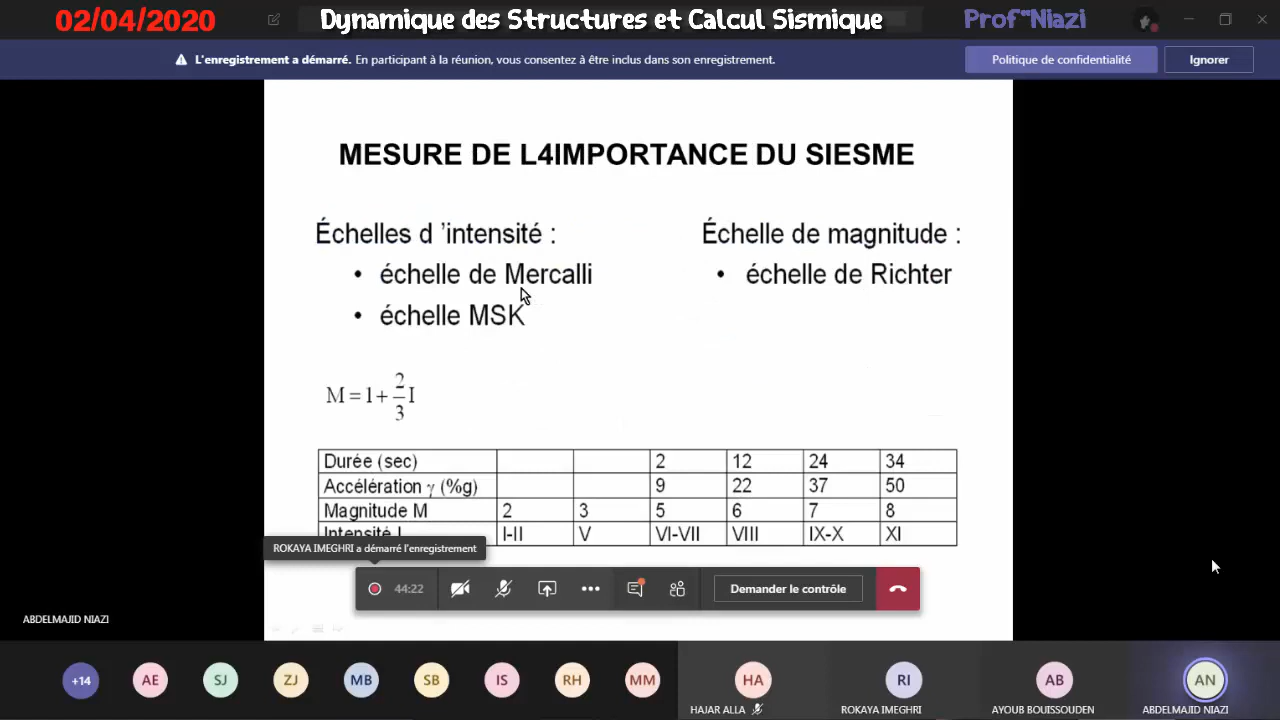 02/04/2020
Dynamique des Structures et Calcul Sismique
Prof"Niazi
L'enregistrement a démarré. En participant à la réunion, vous consentez à être inclus dans son enregistrement.
Politique de confidentialité
Ignorer
MESURE DE L4IMPORTANCE DU SIESME
Échelles d 'intensité :
• échelle de Mercalli
• échelle MSK
Échelle de magnitude :
• échelle de Richter
M = 1 + 2/3 I
Durée (sec) 2 12 24 34
Accélération γ (%g) 9 22 37 50
Magnitude M 2 3 5 6 7 8
Intensité I I-II V VI-VII VIII IX-X XI
ROKAYA IMEGHRI a démarré l'enregistrement
44:22
Demander le contrôle
ABDELMAJID NIAZI
+14 AE SJ ZJ MB SB IS RH MM HA RI AB AN
HAJAR ALLA ROKAYA IMEGHRI AYOUB BOUISSOUDEN ABDELMAJID NIAZI